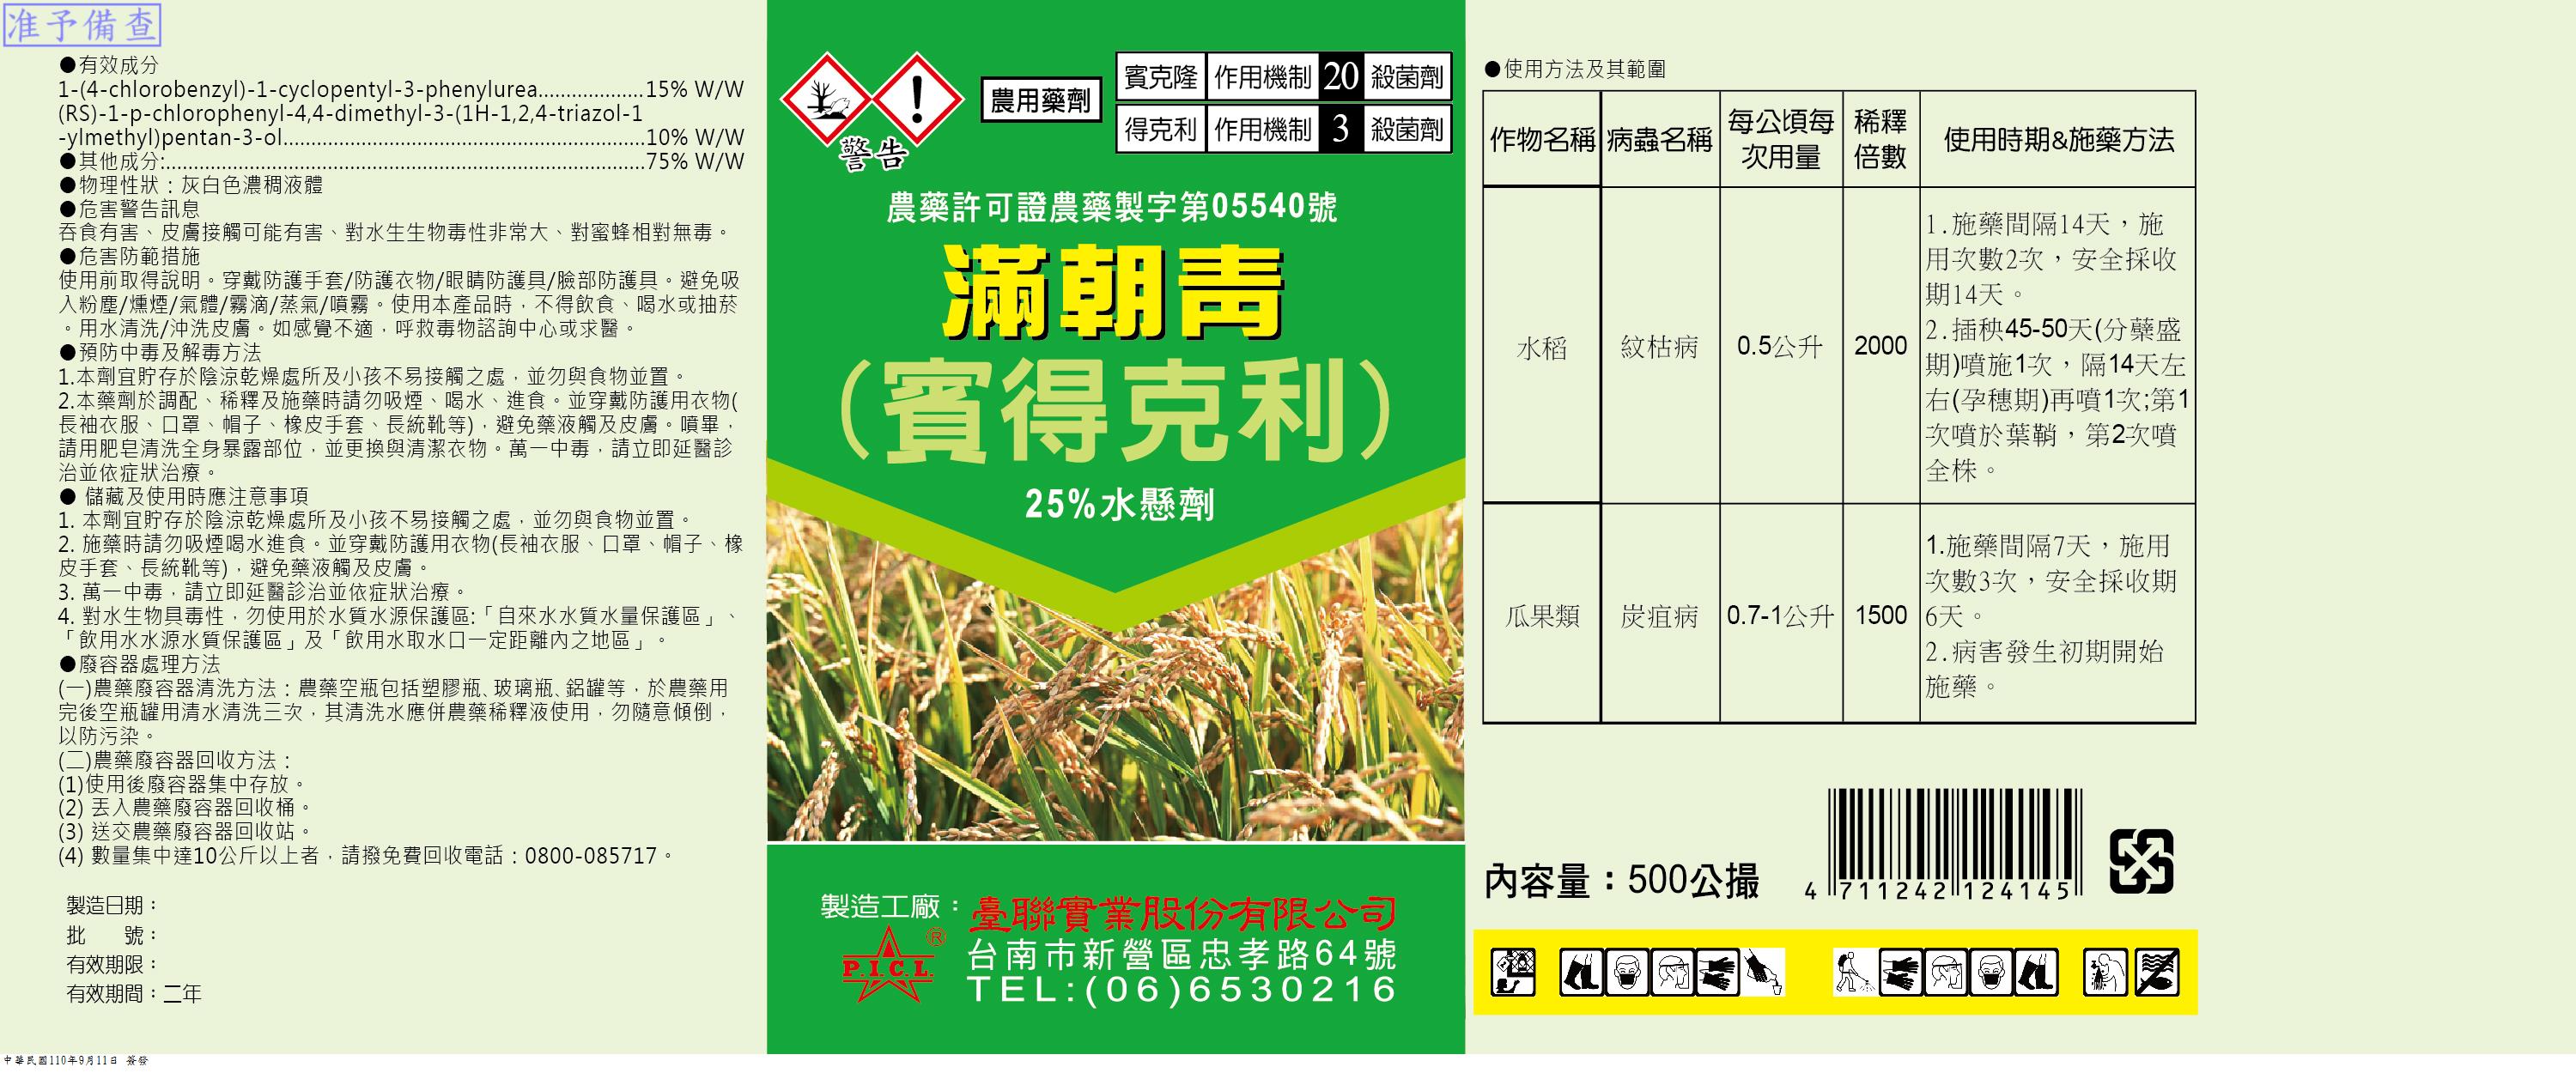 准予備查
●有效成分
1-(4-chlorobenzyl)-1-cyclopentyl-3-phenylurea...................15% W/W
(RS)-1-p-chlorophenyl-4,4-dimethyl-3-(1H-1,2,4-triazol-1
-ylmethyl)pentan-3-ol.................................................................10% W/W
●其他成分:......................................................................................75% W/W
●物理性狀：灰白色濃稠液體
●危害警告訊息
吞食有害、皮膚接觸可能有害、對水生生物毒性非常大、對蜜蜂相對無毒。
●危害防範措施
使用前取得說明。穿戴防護手套/防護衣物/眼睛防護具/臉部防護具。避免吸
入粉塵/燻煙/氣體/霧滴/蒸氣/噴霧。使用本產品時，不得飲食、喝水或抽菸
。用水清洗/沖洗皮膚。如感覺不適，呼救毒物諮詢中心或求醫。
●預防中毒及解毒方法
1.本劑宜貯存於陰涼乾燥處所及小孩不易接觸之處，並勿與食物並置。
2.本藥劑於調配、稀釋及施藥時請勿吸煙、喝水、進食。並穿戴防護用衣物(
長袖衣服、口罩、帽子、橡皮手套、長統靴等)，避免藥液觸及皮膚。噴畢，
請用肥皂清洗全身暴露部位，並更換與清潔衣物。萬一中毒，請立即延醫診
治並依症狀治療。
● 儲藏及使用時應注意事項
1. 本劑宜貯存於陰涼乾燥處所及小孩不易接觸之處，並勿與食物並置。
2. 施藥時請勿吸煙喝水進食。並穿戴防護用衣物(長袖衣服、口罩、帽子、橡
皮手套、長統靴等)，避免藥液觸及皮膚。
3. 萬一中毒，請立即延醫診治並依症狀治療。
4. 對水生物具毒性，勿使用於水質水源保護區:「自來水水質水量保護區」、
「飲用水水源水質保護區」及「飲用水取水口一定距離內之地區」。
●廢容器處理方法
(一)農藥廢容器清洗方法：農藥空瓶包括塑膠瓶、玻璃瓶、鋁罐等，於農藥用
完後空瓶罐用清水清洗三次，其清洗水應併農藥稀釋液使用，勿隨意傾倒，
以防污染。
(二)農藥廢容器回收方法：
(1)使用後廢容器集中存放。
(2) 丟入農藥廢容器回收桶。
(3) 送交農藥廢容器回收站。
(4) 數量集中達10公斤以上者，請撥免費回收電話：0800-085717。
製造日期：
批　　號：
有效期限：
有效期間：二年
中華民國110年9月11日 簽發
警告
農用藥劑
賓克隆 作用機制 20 殺菌劑
得克利 作用機制 3 殺菌劑
農藥許可證農藥製字第05540號
滿朝青
（賓得克利）
25%水懸劑
製造工廠：臺聯實業股份有限公司
P.I.C.L. ®
台南市新營區忠孝路64號
TEL:(06)6530216
●使用方法及其範圍
作物名稱 病蟲名稱 每公頃每次用量 稀釋倍數 使用時期&施藥方法
水稻 紋枯病 0.5公升 2000
1.施藥間隔14天，施
用次數2次，安全採收
期14天。
2.插秧45-50天(分蘗盛
期)噴施1次，隔14天左
右(孕穗期)再噴1次;第1
次噴於葉鞘，第2次噴
全株。
瓜果類 炭疽病 0.7-1公升 1500
1.施藥間隔7天，施用
次數3次，安全採收期
6天。
2.病害發生初期開始
施藥。
內容量：500公撮
4 711242 124145